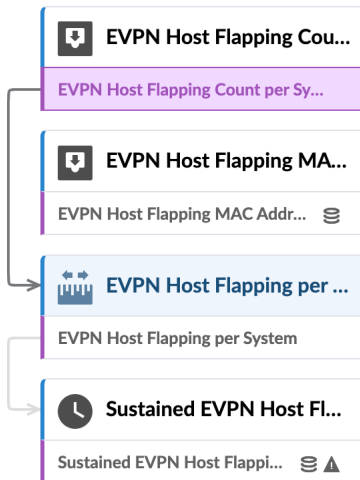 EVPN Host Flapping Cou...
EVPN Host Flapping Count per Sy...
EVPN Host Flapping MA...
EVPN Host Flapping MAC Addr...
EVPN Host Flapping per ...
EVPN Host Flapping per System
Sustained EVPN Host Fl...
Sustained EVPN Host Flappi...